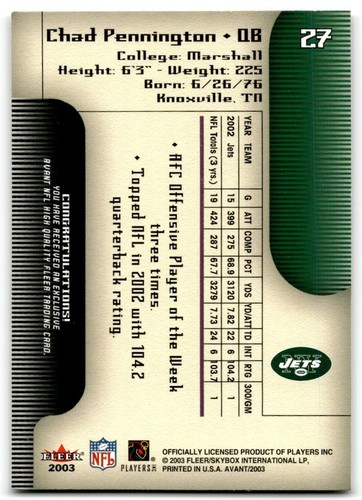 Chad Pennington • QB
27
College: Marshall
Height: 6'3" - Weight: 225
Born: 6/26/76
Knoxville, TN
YEAR TEAM G ATT COMP PCT YDS YD/ATT TD INT RTG 300/GM
2002 Jets 15 399 275 68.9 3120 7.82 22 6 104.2 1
NFL Totals (3 yrs.) 19 424 287 67.7 3279 7.73 24 6 103.7 1
• AFC Offensive Player of the Week
three times.
• Topped NFL in 2002 with 104.2
quarterback rating.
CONGRATULATIONS!
YOU HAVE RECEIVED AN EXCLUSIVE
AVANT NFL HIGH QUALITY FLEER TRADING CARD.
JETS
FLEER
2003
NFL
PLAYERS INC
OFFICIALLY LICENSED PRODUCT OF PLAYERS INC
© 2003 FLEER/SKYBOX INTERNATIONAL LP,
PRINTED IN U.S.A. AVANT/2003